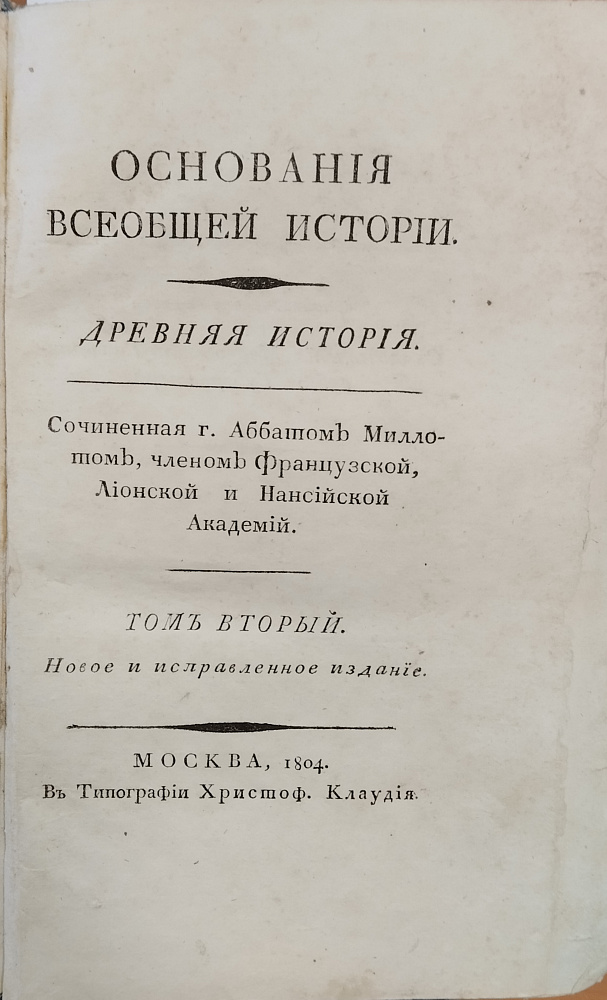 ОСНОВАНІЯ
ВСЕОБЩЕЙ ИСТОРІИ.
ДРЕВНЯЯ ИСТОРІЯ.
Сочиненная г. Аббатомъ Милло-
томъ, членомъ Французской,
Ліонской и Нансійской
Академій.
ТОМЪ ВТОРЫЙ.
Новое и исправленное изданїе.
МОСКВА, 1804.
Въ Типографіи Христоф. Клаудія.